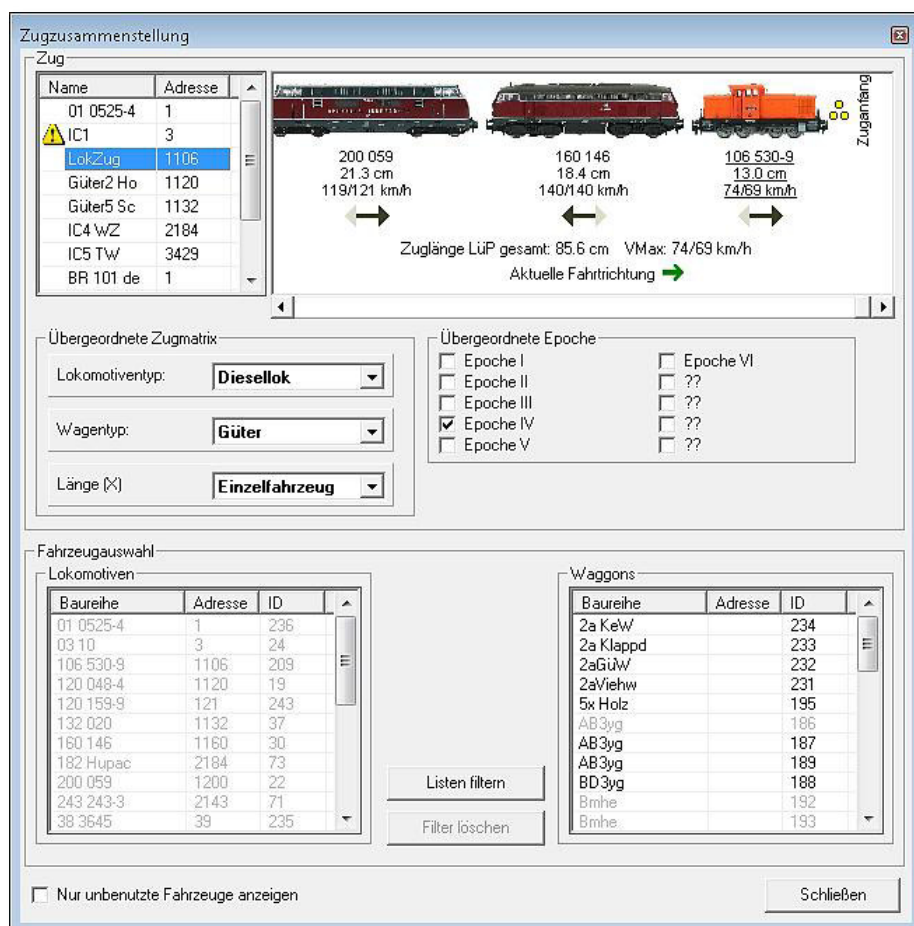 Zugzusammenstellung
Zug
Name Adresse
01 0525-4 1
IC1 3
LokZug 1106
Güter2 Ho 1120
Güter5 Sc 1132
IC4 WZ 2184
IC5 TW 3429
BR 101 de 1
Zuganfang
200 059 160 146 106 530-9
21.3 cm 18.4 cm 13.0 cm
119/121 km/h 140/140 km/h 74/69 km/h
Zuglänge LüP gesamt: 85.6 cm VMax: 74/69 km/h
Aktuelle Fahrtrichtung
Übergeordnete Zugmatrix
Lokomotiventyp: Diesellok
Wagentyp: Güter
Länge (X) Einzelfahrzeug
Übergeordnete Epoche
Epoche I Epoche VI
Epoche II ??
Epoche III ??
Epoche IV ??
Epoche V ??
Fahrzeugauswahl
Lokomotiven
Baureihe Adresse ID
01 0525-4 1 236
03 10 3 24
106 530-9 1106 209
120 048-4 1120 19
120 159-9 121 243
132 020 1132 37
160 146 1160 30
182 Hupac 2184 73
200 059 1200 22
243 243-3 2143 71
38 3645 39 235
Listen filtern
Filter löschen
Waggons
Baureihe Adresse ID
2a KeW 234
2a Klappd 233
2aGüW 232
2aViehw 231
5x Holz 195
AB3yg 186
AB3yg 187
AB3yg 189
BD3yg 188
Bmhe 192
Bmhe 193
Nur unbenutzte Fahrzeuge anzeigen
Schließen